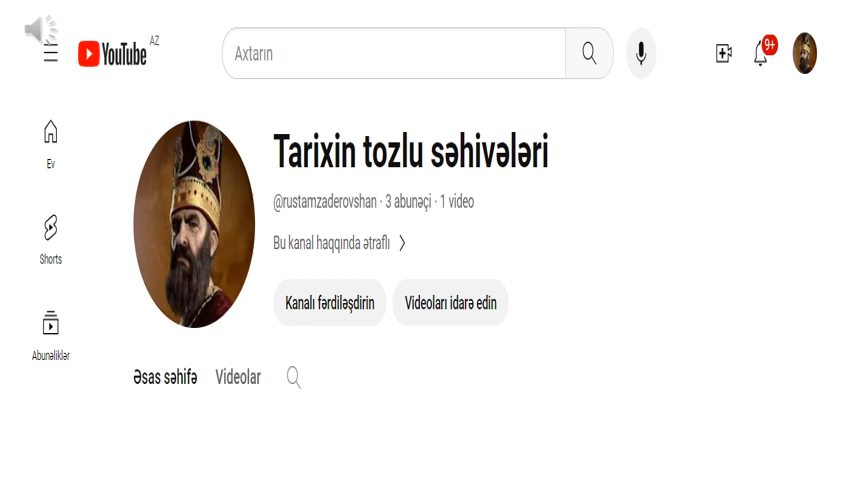 YouTube AZ
Axtarın
9+
Ev
Shorts
Abunəliklər
Tarixin tozlu səhivələri
@rustamzaderovshan · 3 abunəçi · 1 video
Bu kanal haqqında ətraflı
Kanalı fərdiləşdirin Videoları idarə edin
Əsas səhifə Videolar